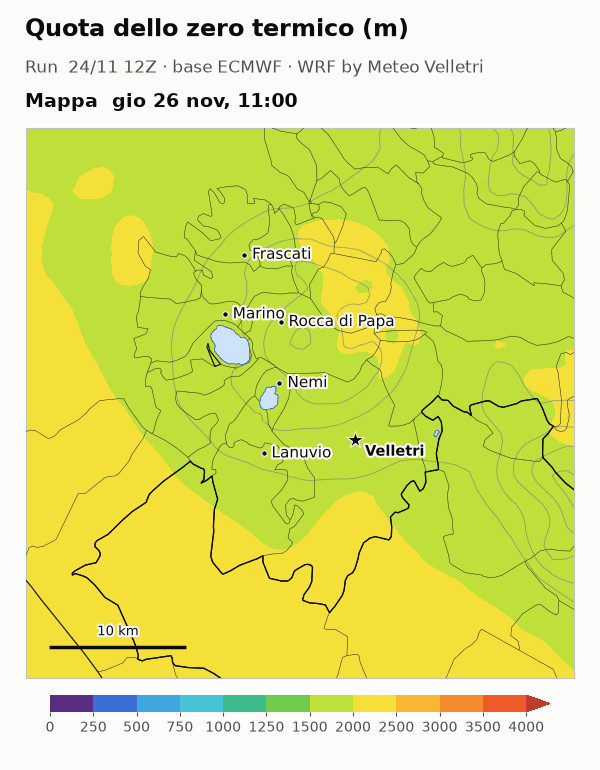 Quota dello zero termico (m)
Run  24/11 12Z · base ECMWF · WRF by Meteo Velletri
Mappa  gio 26 nov, 11:00
Frascati
Marino
Rocca di Papa
Nemi
Velletri
Lanuvio
10 km
0 250 500 750 1000 1250 1500 2000 2500 3000 3500 4000